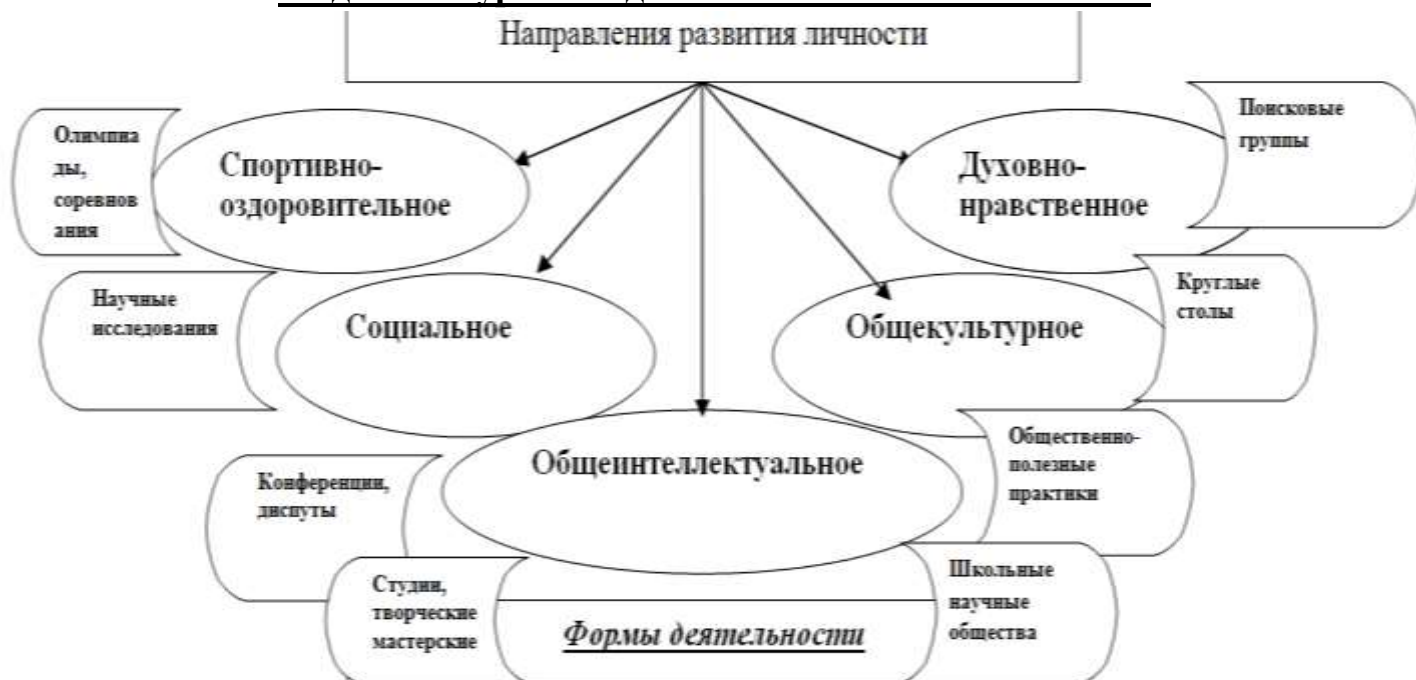 Направления развития личности
Олимпиа
ды,
соревнов
ания
Спортивно-
оздоровительное
Духовно-
нравственное
Поисковые
группы
Научные
исследования
Социальное
Общекультурное
Круглые
столы
Общеинтеллектуальное
Общественно-
полезные
практики
Конференции,
диспуты
Студии,
творческие
мастерские
Школьные
научные
общества
Формы деятельности